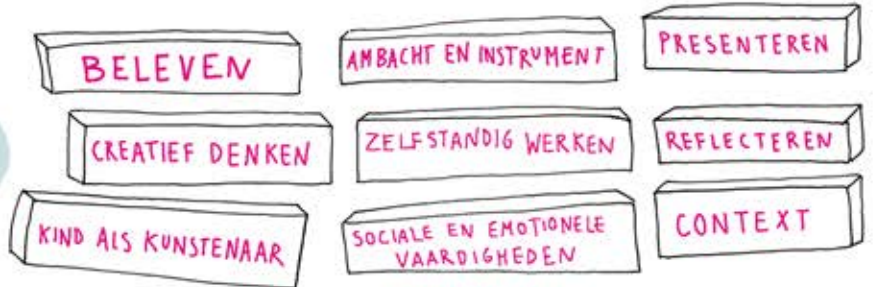 BELEVEN
AMBACHT EN INSTRUMENT
PRESENTEREN
CREATIEF DENKEN
ZELFSTANDIG WERKEN
REFLECTEREN
KIND ALS KUNSTENAAR
SOCIALE EN EMOTIONELE
VAARDIGHEDEN
CONTEXT